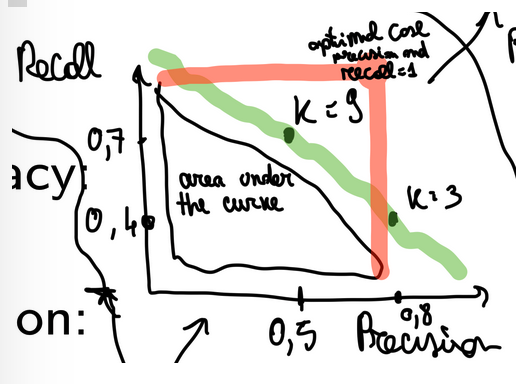 Recall
optimal case
precision and
recall=1
K=9
0,7
acy:
area under
the curve
K=3
0,4
on:
0,5
0,8
Precision